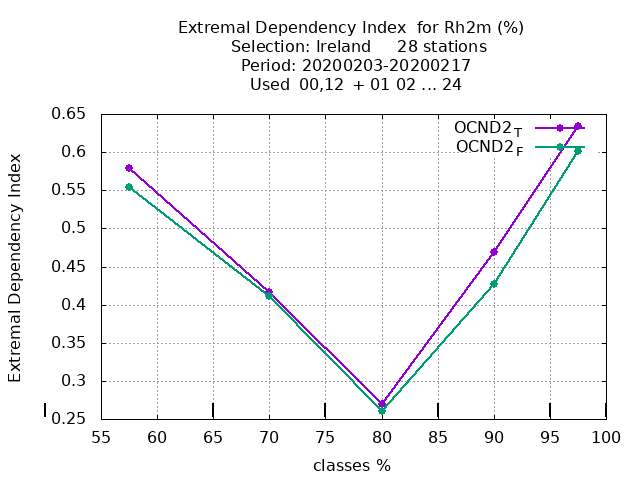 Extremal Dependency Index  for Rh2m (%)
Selection: Ireland     28 stations
Period: 20200203-20200217
Used  00,12  + 01 02 ... 24
OCND2T
OCND2F
Extremal Dependency Index
0.65
0.6
0.55
0.5
0.45
0.4
0.35
0.3
0.25
55 60 65 70 75 80 85 90 95 100
classes %